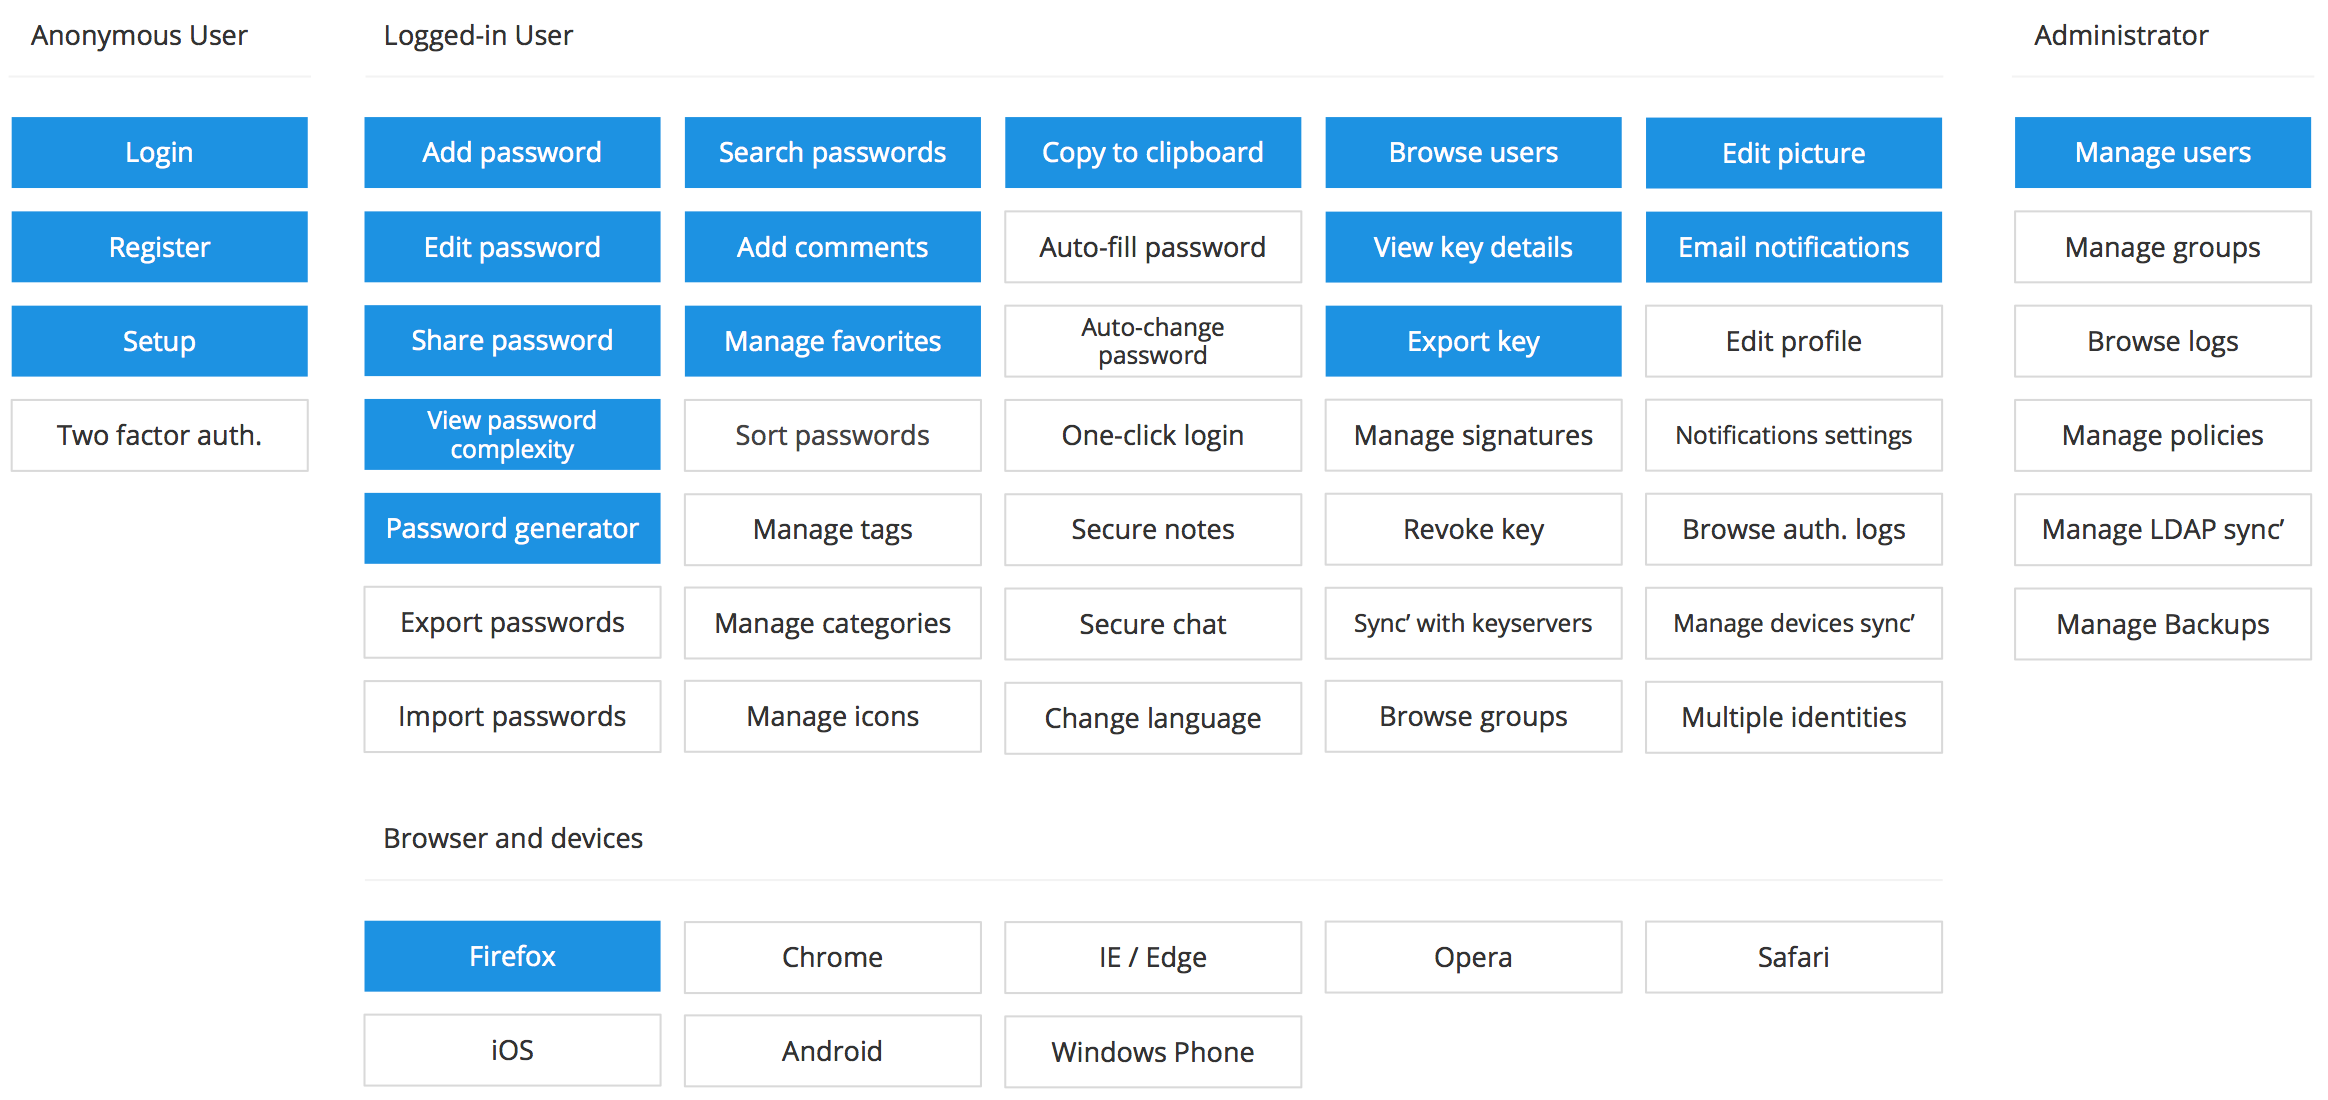 Anonymous User
Login
Register
Setup
Two factor auth.
Logged-in User
Add password
Search passwords
Copy to clipboard
Browse users
Edit picture
Edit password
Add comments
Auto-fill password
View key details
Email notifications
Share password
Manage favorites
Auto-change
password
Export key
Edit profile
View password
complexity
Sort passwords
One-click login
Manage signatures
Notifications settings
Password generator
Manage tags
Secure notes
Revoke key
Browse auth. logs
Export passwords
Manage categories
Secure chat
Sync’ with keyservers
Manage devices sync’
Import passwords
Manage icons
Change language
Browse groups
Multiple identities
Administrator
Manage users
Manage groups
Browse logs
Manage policies
Manage LDAP sync’
Manage Backups
Browser and devices
Firefox
Chrome
IE / Edge
Opera
Safari
iOS
Android
Windows Phone